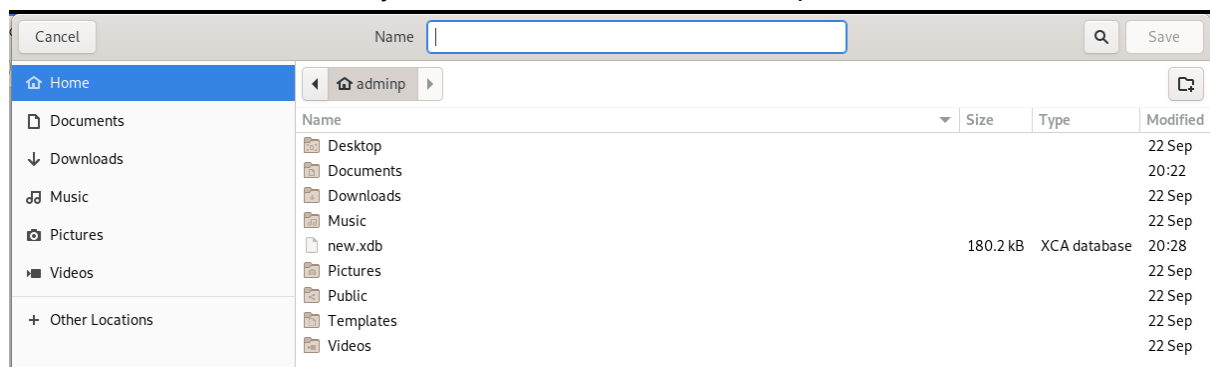 Cancel Name Save
Home adminp
Documents
Downloads
Music
Pictures
Videos
+ Other Locations
Name Size Type Modified
Desktop 22 Sep
Documents 20:22
Downloads 22 Sep
Music 22 Sep
new.xdb 180.2 kB XCA database 20:28
Pictures 22 Sep
Public 22 Sep
Templates 22 Sep
Videos 22 Sep